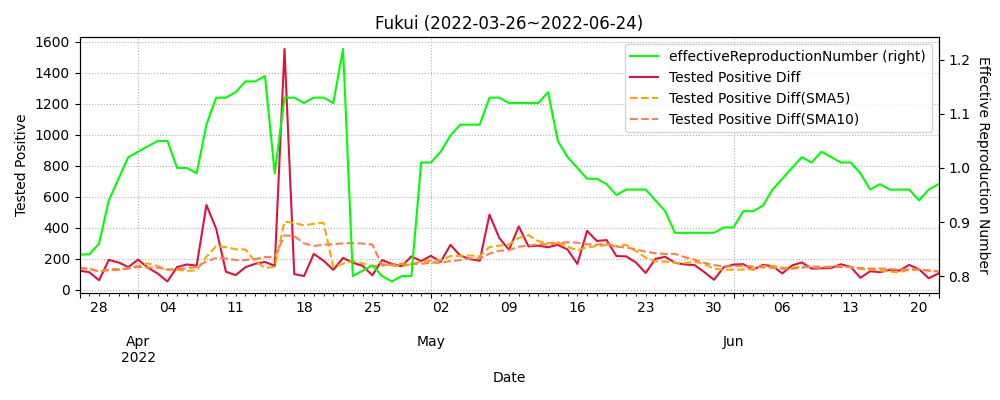 Fukui (2022-03-26~2022-06-24)
effectiveReproductionNumber (right)
Tested Positive Diff
Tested Positive Diff(SMA5)
Tested Positive Diff(SMA10)
Tested Positive
1600
1400
1200
1000
800
600
400
200
0
Effective Reproduction Number
1.2
1.1
1.0
0.9
0.8
28 04 11 18 25 02 09 16 23 30 06 13 20
Apr May Jun
2022
Date